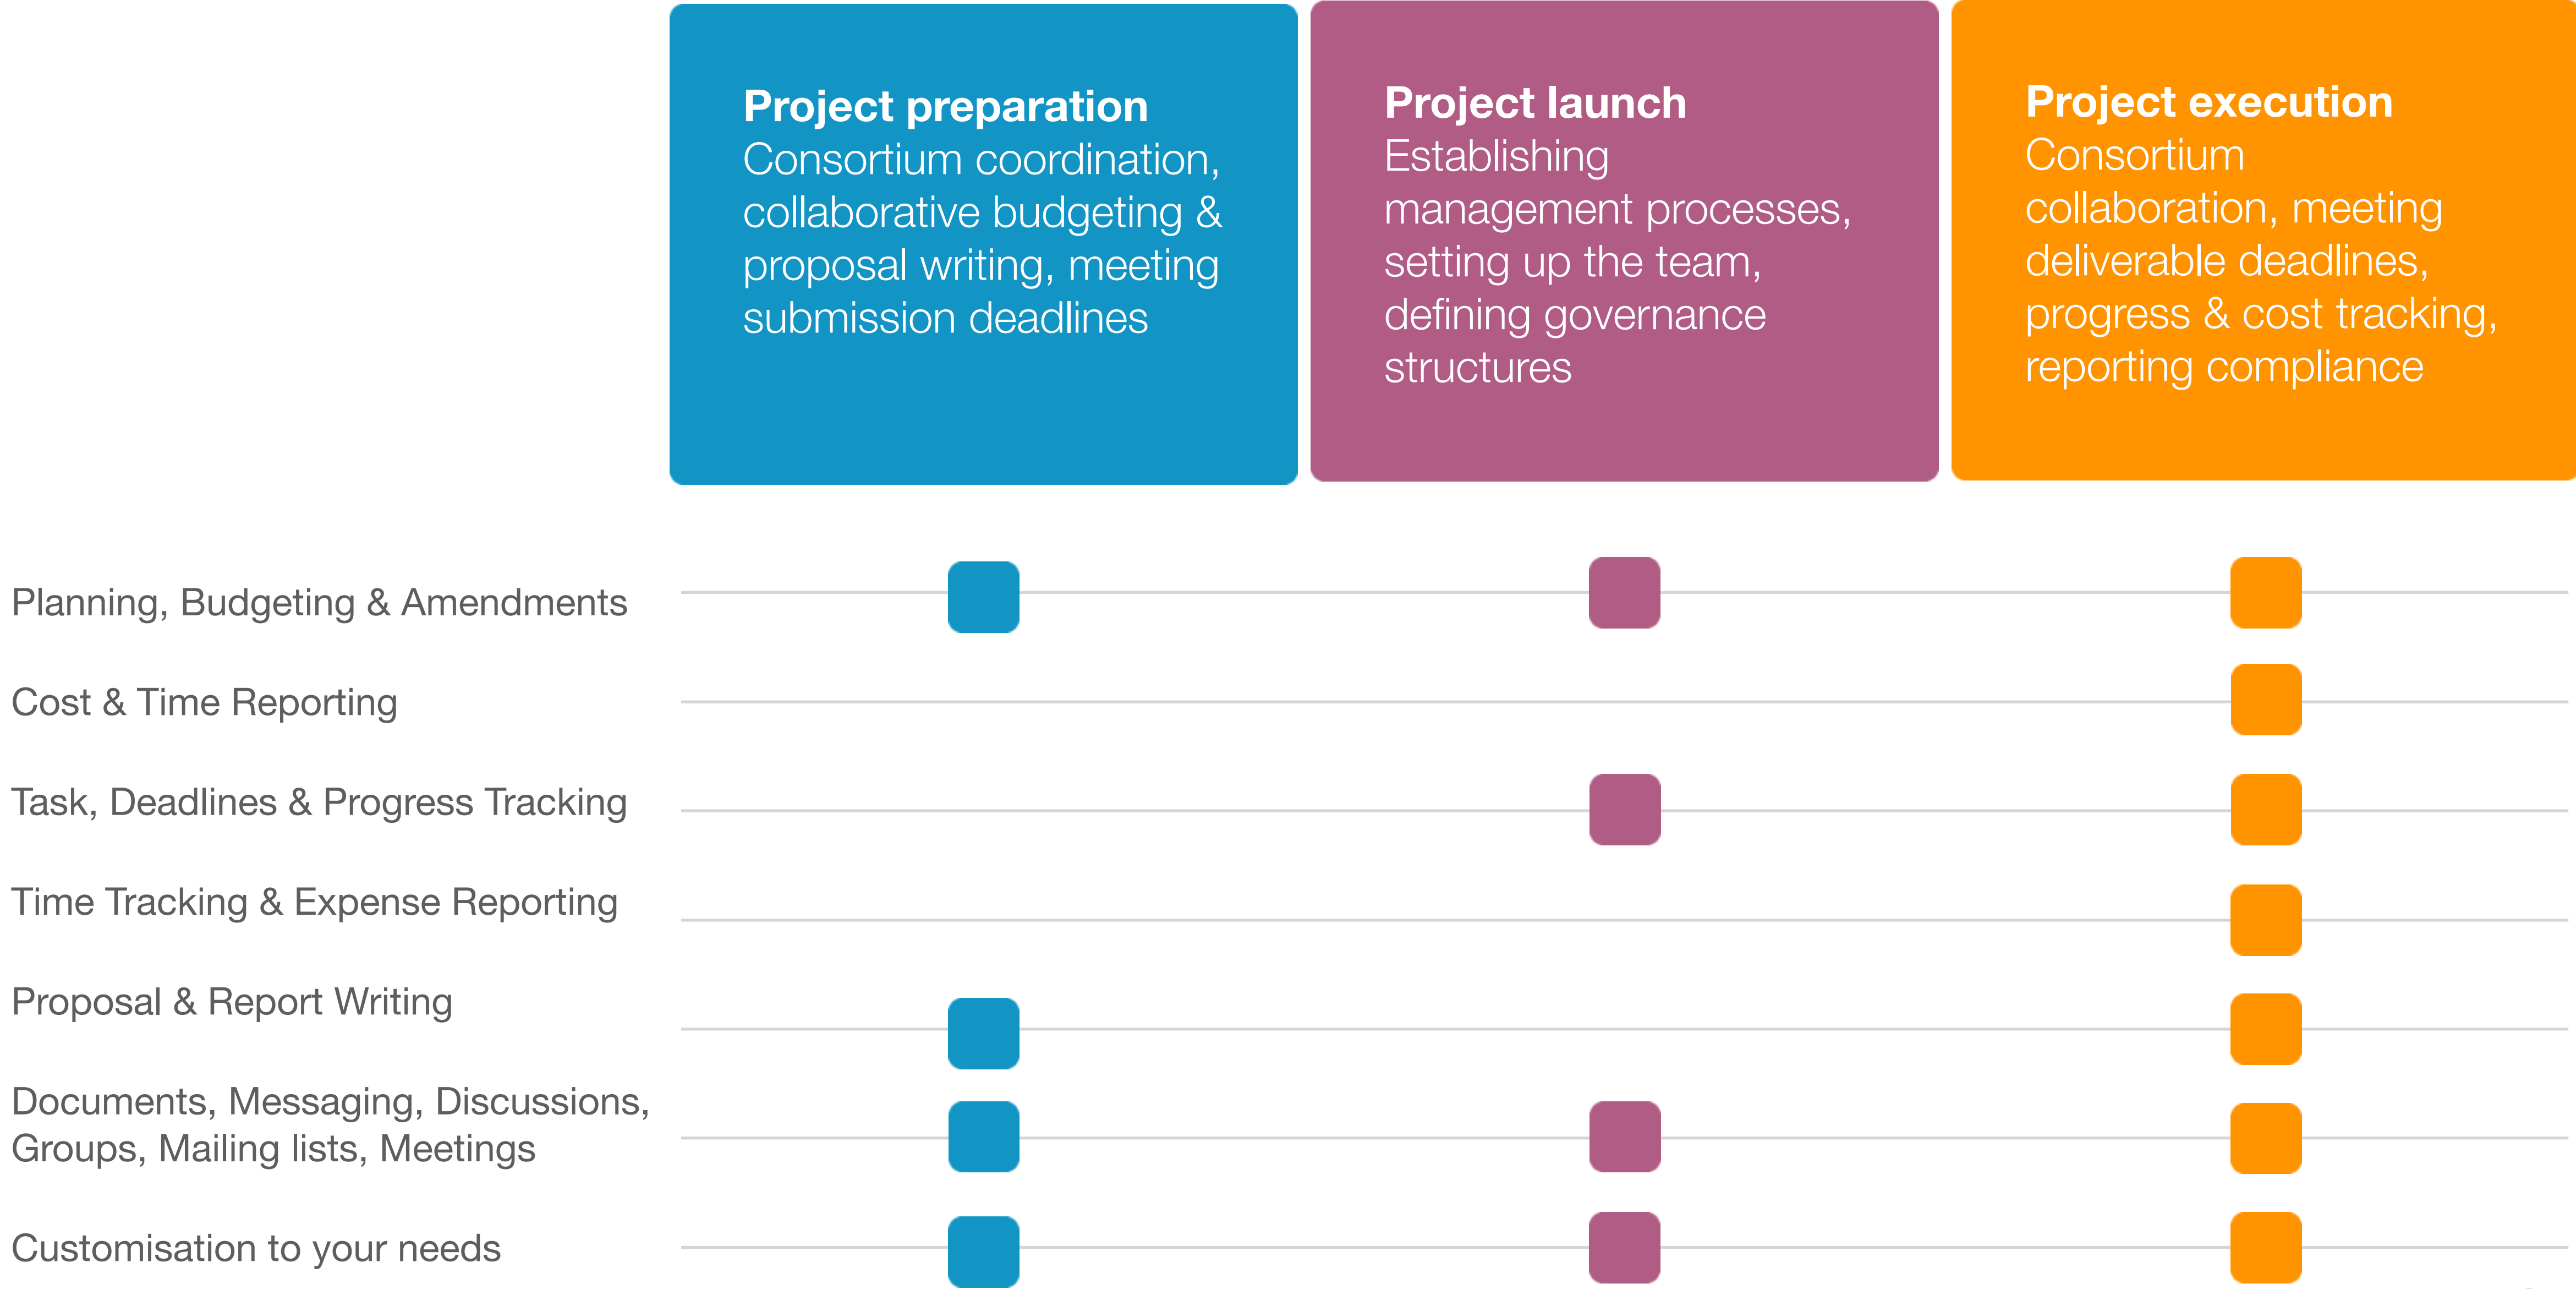 Project preparation
Consortium coordination,
collaborative budgeting &
proposal writing, meeting
submission deadlines
Project launch
Establishing
management processes,
setting up the team,
defining governance
structures
Project execution
Consortium
collaboration, meeting
deliverable deadlines,
progress & cost tracking,
reporting compliance
Planning, Budgeting & Amendments
Cost & Time Reporting
Task, Deadlines & Progress Tracking
Time Tracking & Expense Reporting
Proposal & Report Writing
Documents, Messaging, Discussions,
Groups, Mailing lists, Meetings
Customisation to your needs